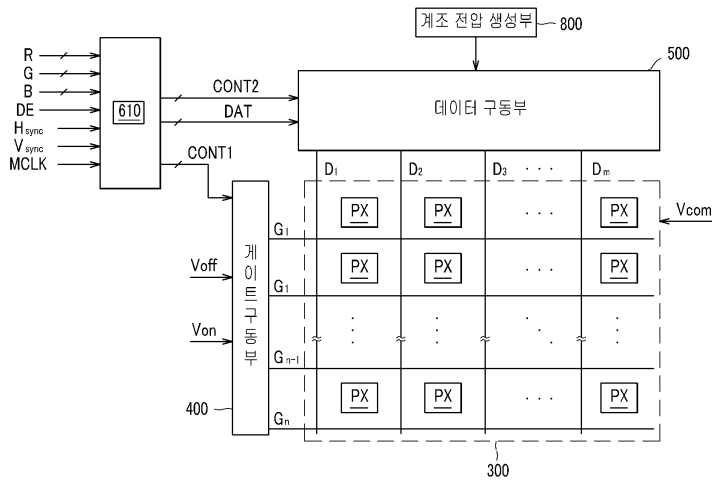 계조 전압 생성부
800
R
G
B
DE
Hsync
Vsync
MCLK
610
CONT2
DAT
CONT1
500
데이터 구동부
D1 D2 D3 · · · Dm
Vcom
PX PX · · · PX
G1
PX PX · · · PX
G1
Voff
Von
게이트구동부
Gn-1
PX PX · · · PX
Gn
400
300